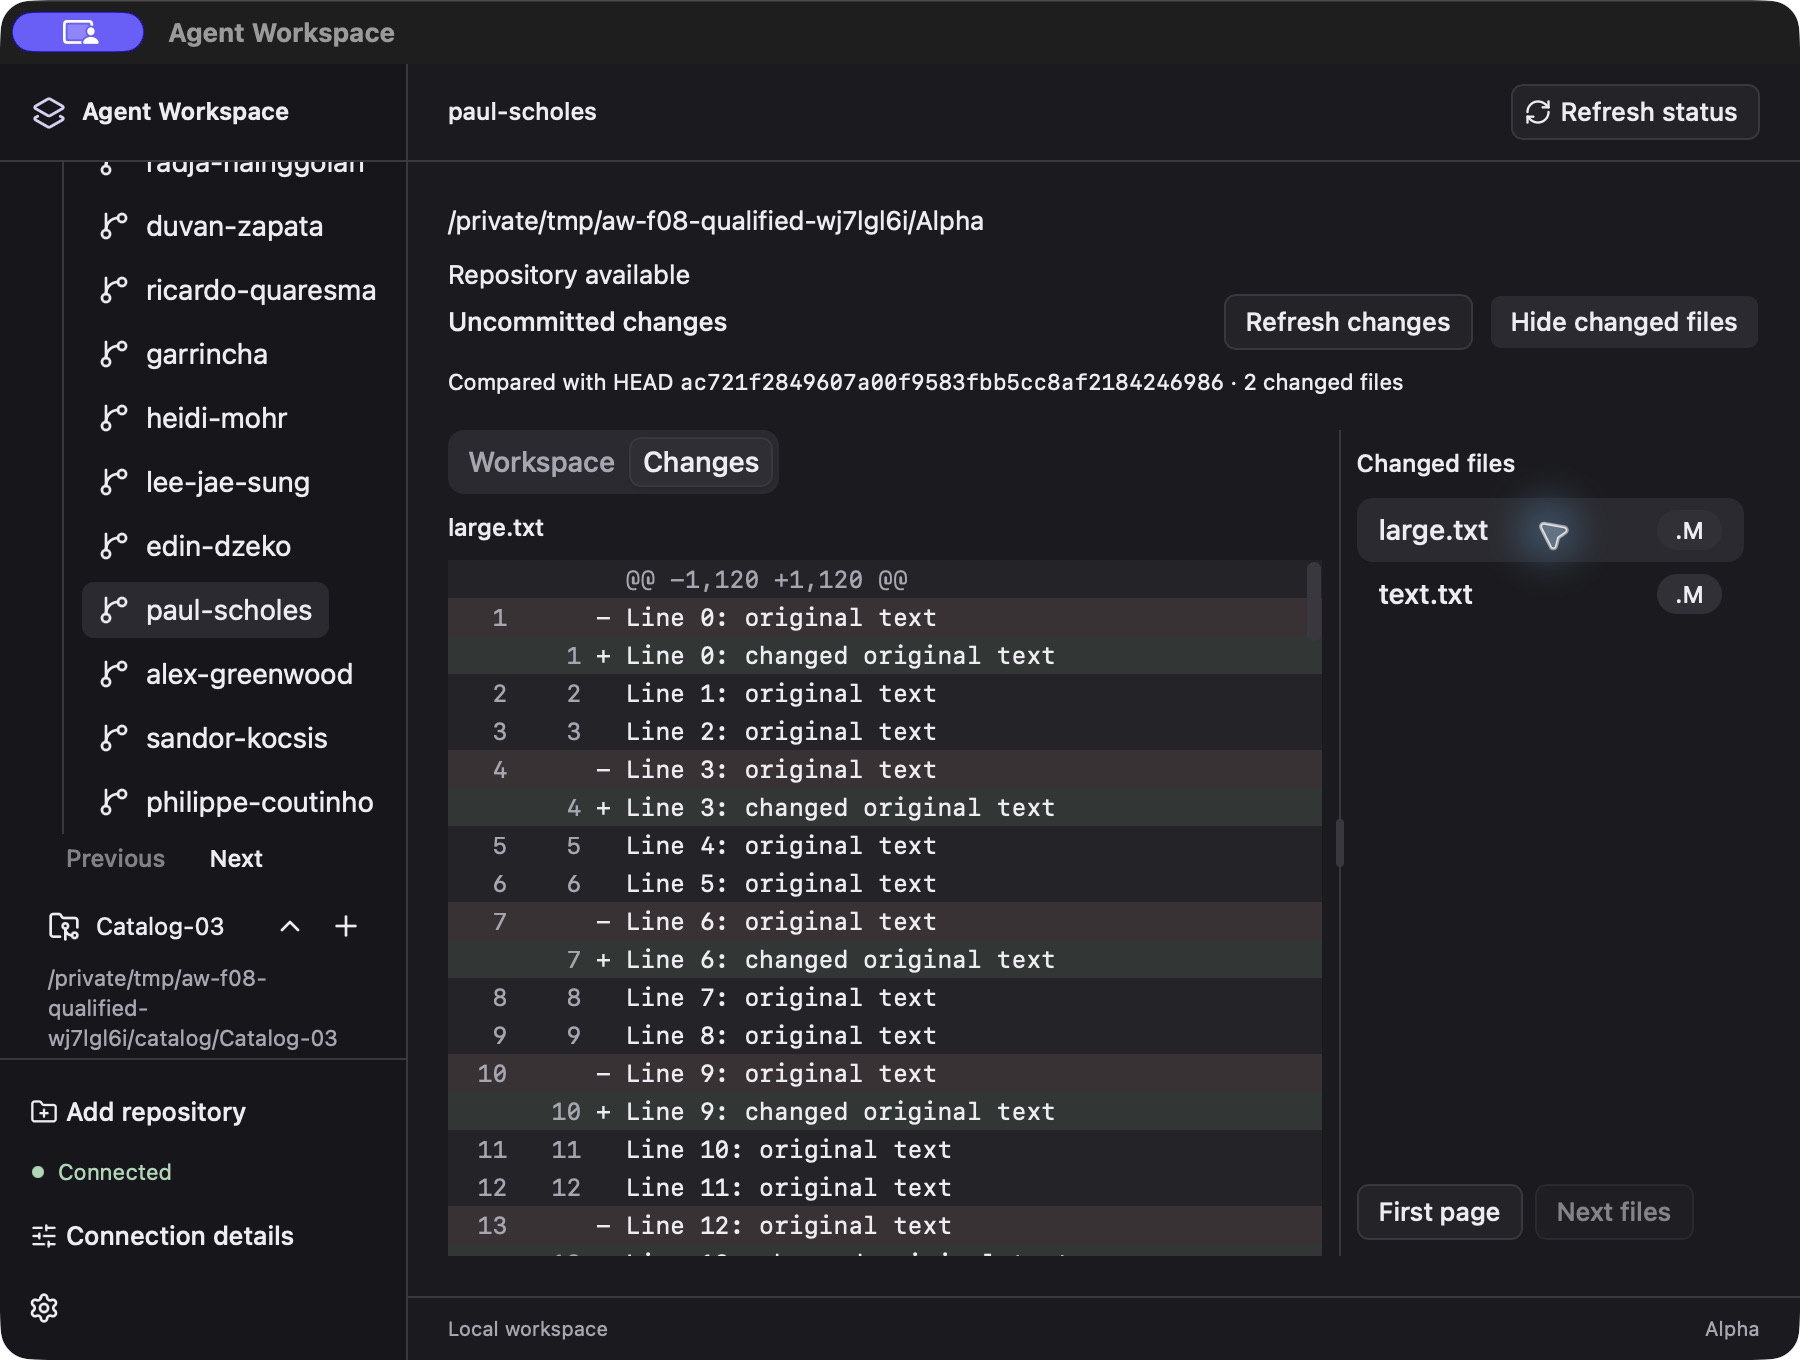 Agent Workspace
Agent Workspace
radja-nainggolan
duvan-zapata
ricardo-quaresma
garrincha
heidi-mohr
lee-jae-sung
edin-dzeko
paul-scholes
alex-greenwood
sandor-kocsis
philippe-coutinho
Previous Next
Catalog-03
/private/tmp/aw-f08-
qualified-
wj7lgl6i/catalog/Catalog-03
Add repository
Connected
Connection details
paul-scholes
Refresh status
/private/tmp/aw-f08-qualified-wj7lgl6i/Alpha
Repository available
Uncommitted changes
Refresh changes
Hide changed files
Compared with HEAD ac721f2849607a00f9583fbb5cc8af2184246986 · 2 changed files
Workspace Changes
large.txt
@@ −1,120 +1,120 @@
1 − Line 0: original text
1 + Line 0: changed original text
2 2 Line 1: original text
3 3 Line 2: original text
4 − Line 3: original text
4 + Line 3: changed original text
5 5 Line 4: original text
6 6 Line 5: original text
7 − Line 6: original text
7 + Line 6: changed original text
8 8 Line 7: original text
9 9 Line 8: original text
10 − Line 9: original text
10 + Line 9: changed original text
11 11 Line 10: original text
12 12 Line 11: original text
13 − Line 12: original text
Changed files
large.txt .M
text.txt .M
First page
Next files
Local workspace
Alpha